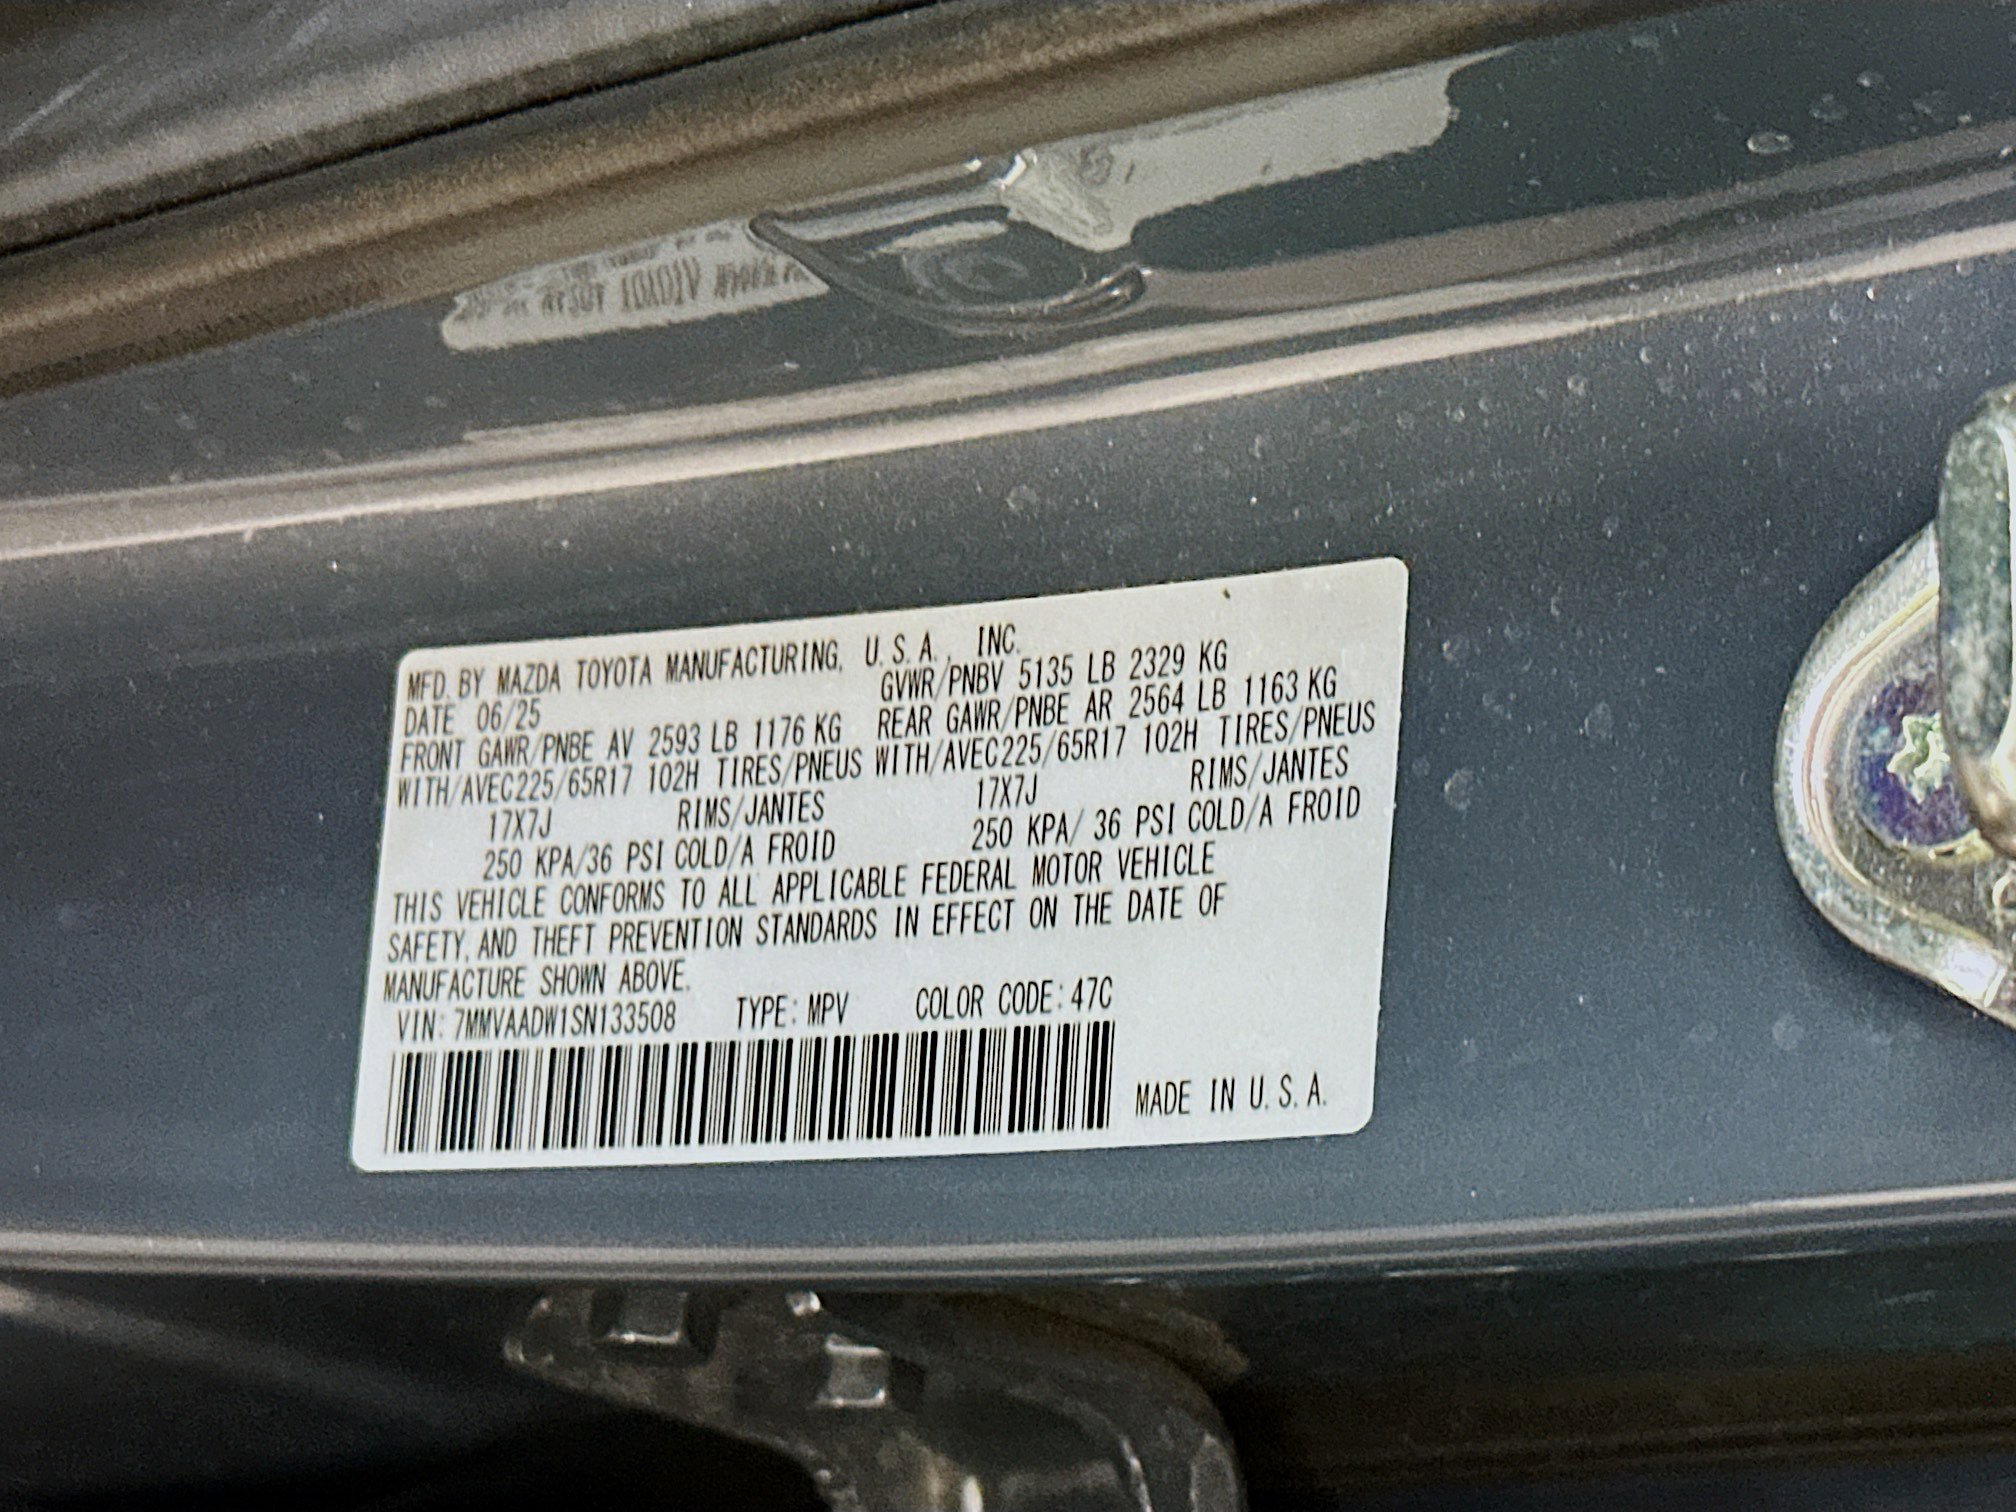 MFD. BY MAZDA TOYOTA MANUFACTURING, U.S.A., INC.
DATE 06/25 GVWR/PNBV 5135 LB 2329 KG
FRONT GAWR/PNBE AV 2593 LB 1176 KG REAR GAWR/PNBE AR 2564 LB 1163 KG
WITH/AVEC225/65R17 102H TIRES/PNEUS WITH/AVEC225/65R17 102H TIRES/PNEUS
17X7J RIMS/JANTES 17X7J RIMS/JANTES
250 KPA/36 PSI COLD/A FROID 250 KPA/ 36 PSI COLD/A FROID
THIS VEHICLE CONFORMS TO ALL APPLICABLE FEDERAL MOTOR VEHICLE
SAFETY, AND THEFT PREVENTION STANDARDS IN EFFECT ON THE DATE OF
MANUFACTURE SHOWN ABOVE.
VIN: 7MMVAADW1SN133508 TYPE: MPV COLOR CODE: 47C
MADE IN U.S.A.